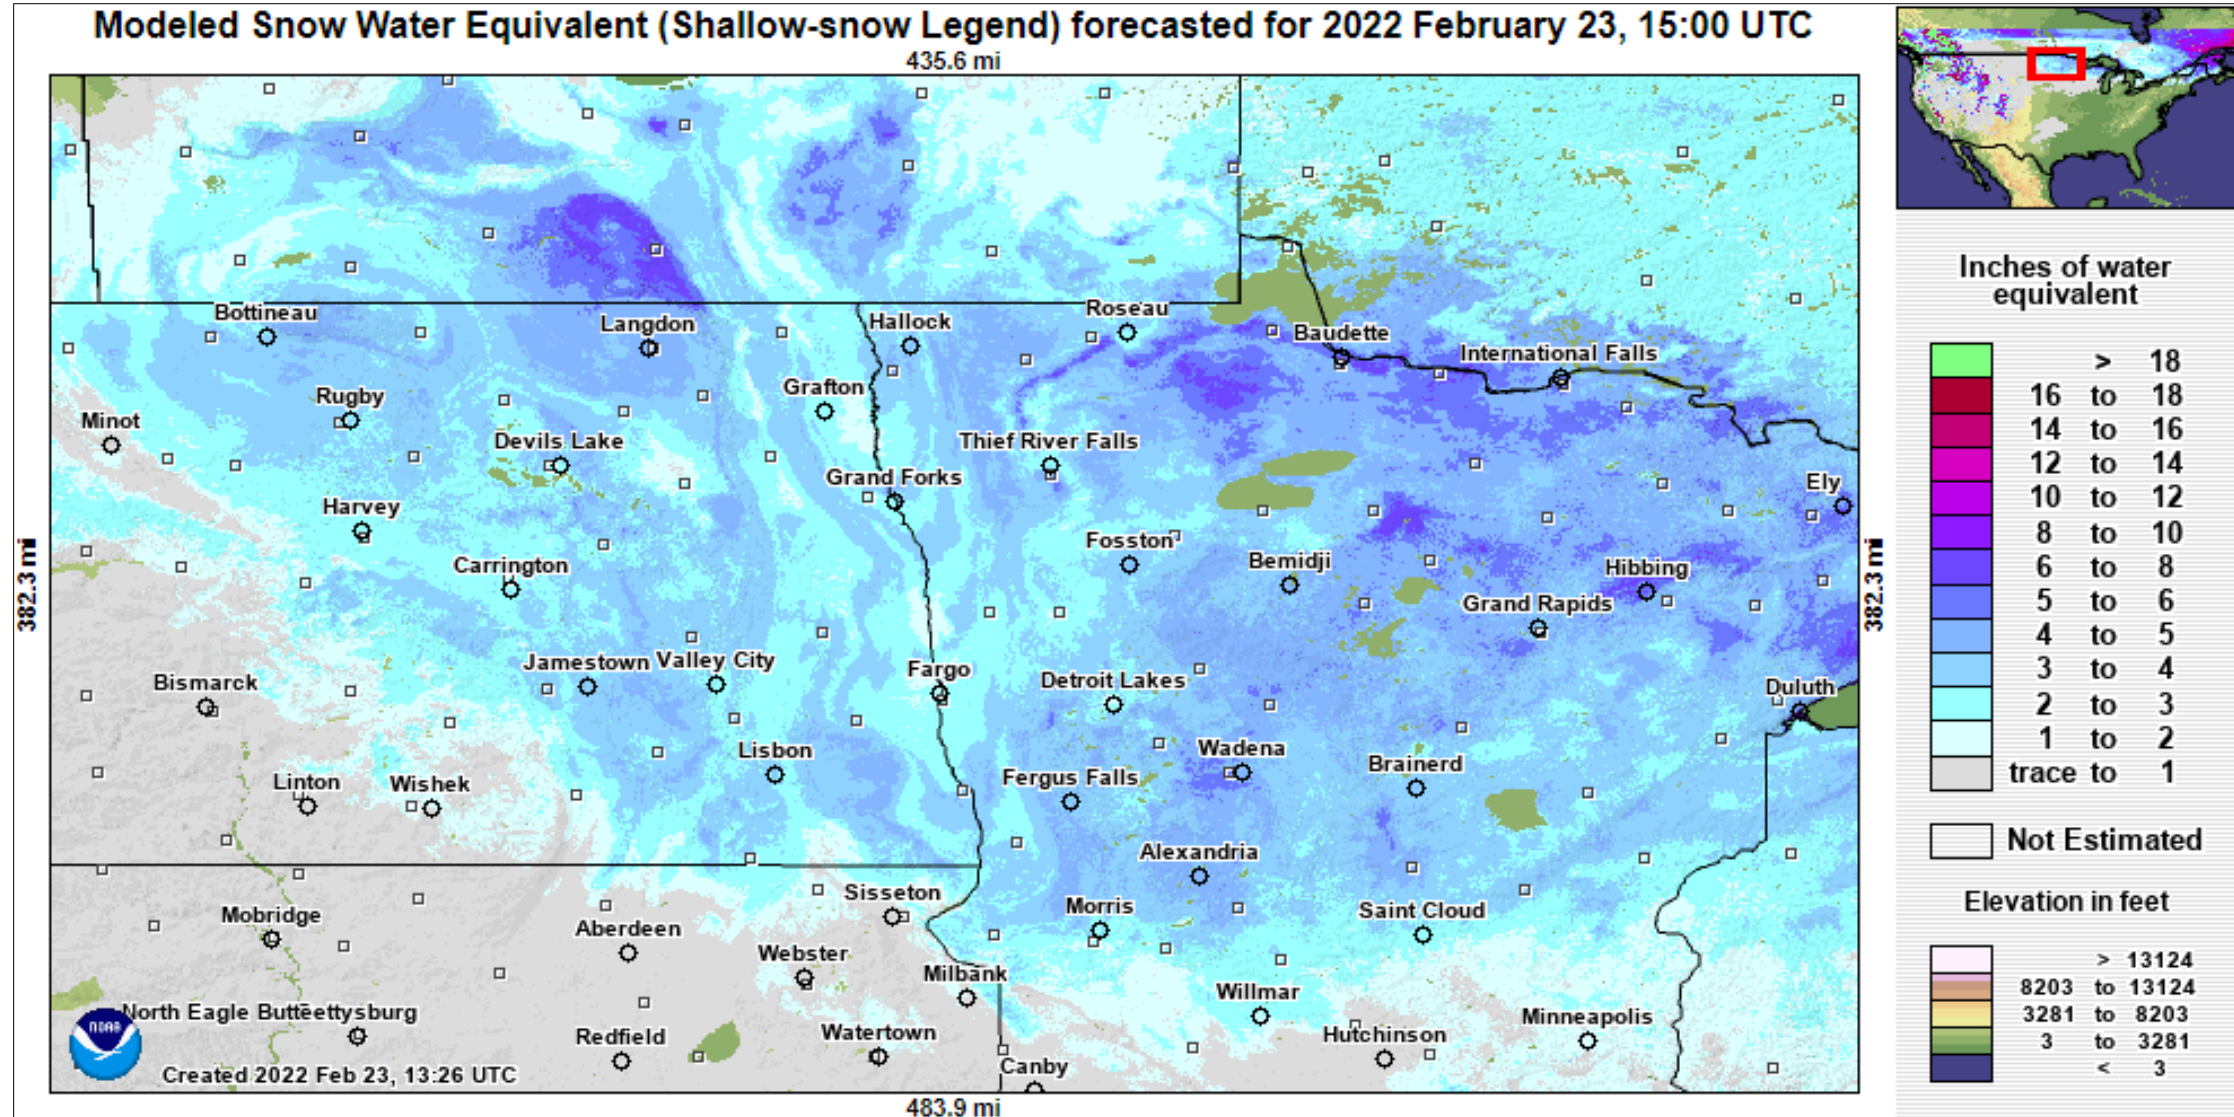 Modeled Snow Water Equivalent (Shallow-snow Legend) forecasted for 2022 February 23, 15:00 UTC
435.6 mi
382.3 mi
Bottineau
Langdon
Hallock
Roseau
Baudette
International Falls
Rugby
Grafton
Minot
Devils Lake
Thief River Falls
Grand Forks
Ely
Harvey
Fosston
Bemidji
Carrington
Hibbing
Grand Rapids
Jamestown
Valley City
Fargo
Detroit Lakes
Bismarck
Duluth
Lisbon
Wadena
Brainerd
Linton
Wishek
Fergus Falls
Alexandria
Sisseton
Morris
Saint Cloud
Mobridge
Aberdeen
Webster
Milbank
Willmar
North Eagle Butteettysburg
Redfield
Watertown
Hutchinson
Minneapolis
Canby
NOAA
Created 2022 Feb 23, 13:26 UTC
382.3 mi
483.9 mi
Inches of water
equivalent
> 18
16 to 18
14 to 16
12 to 14
10 to 12
8 to 10
6 to 8
5 to 6
4 to 5
3 to 4
2 to 3
1 to 2
trace to 1
Not Estimated
Elevation in feet
> 13124
8203 to 13124
3281 to 8203
3 to 3281
< 3